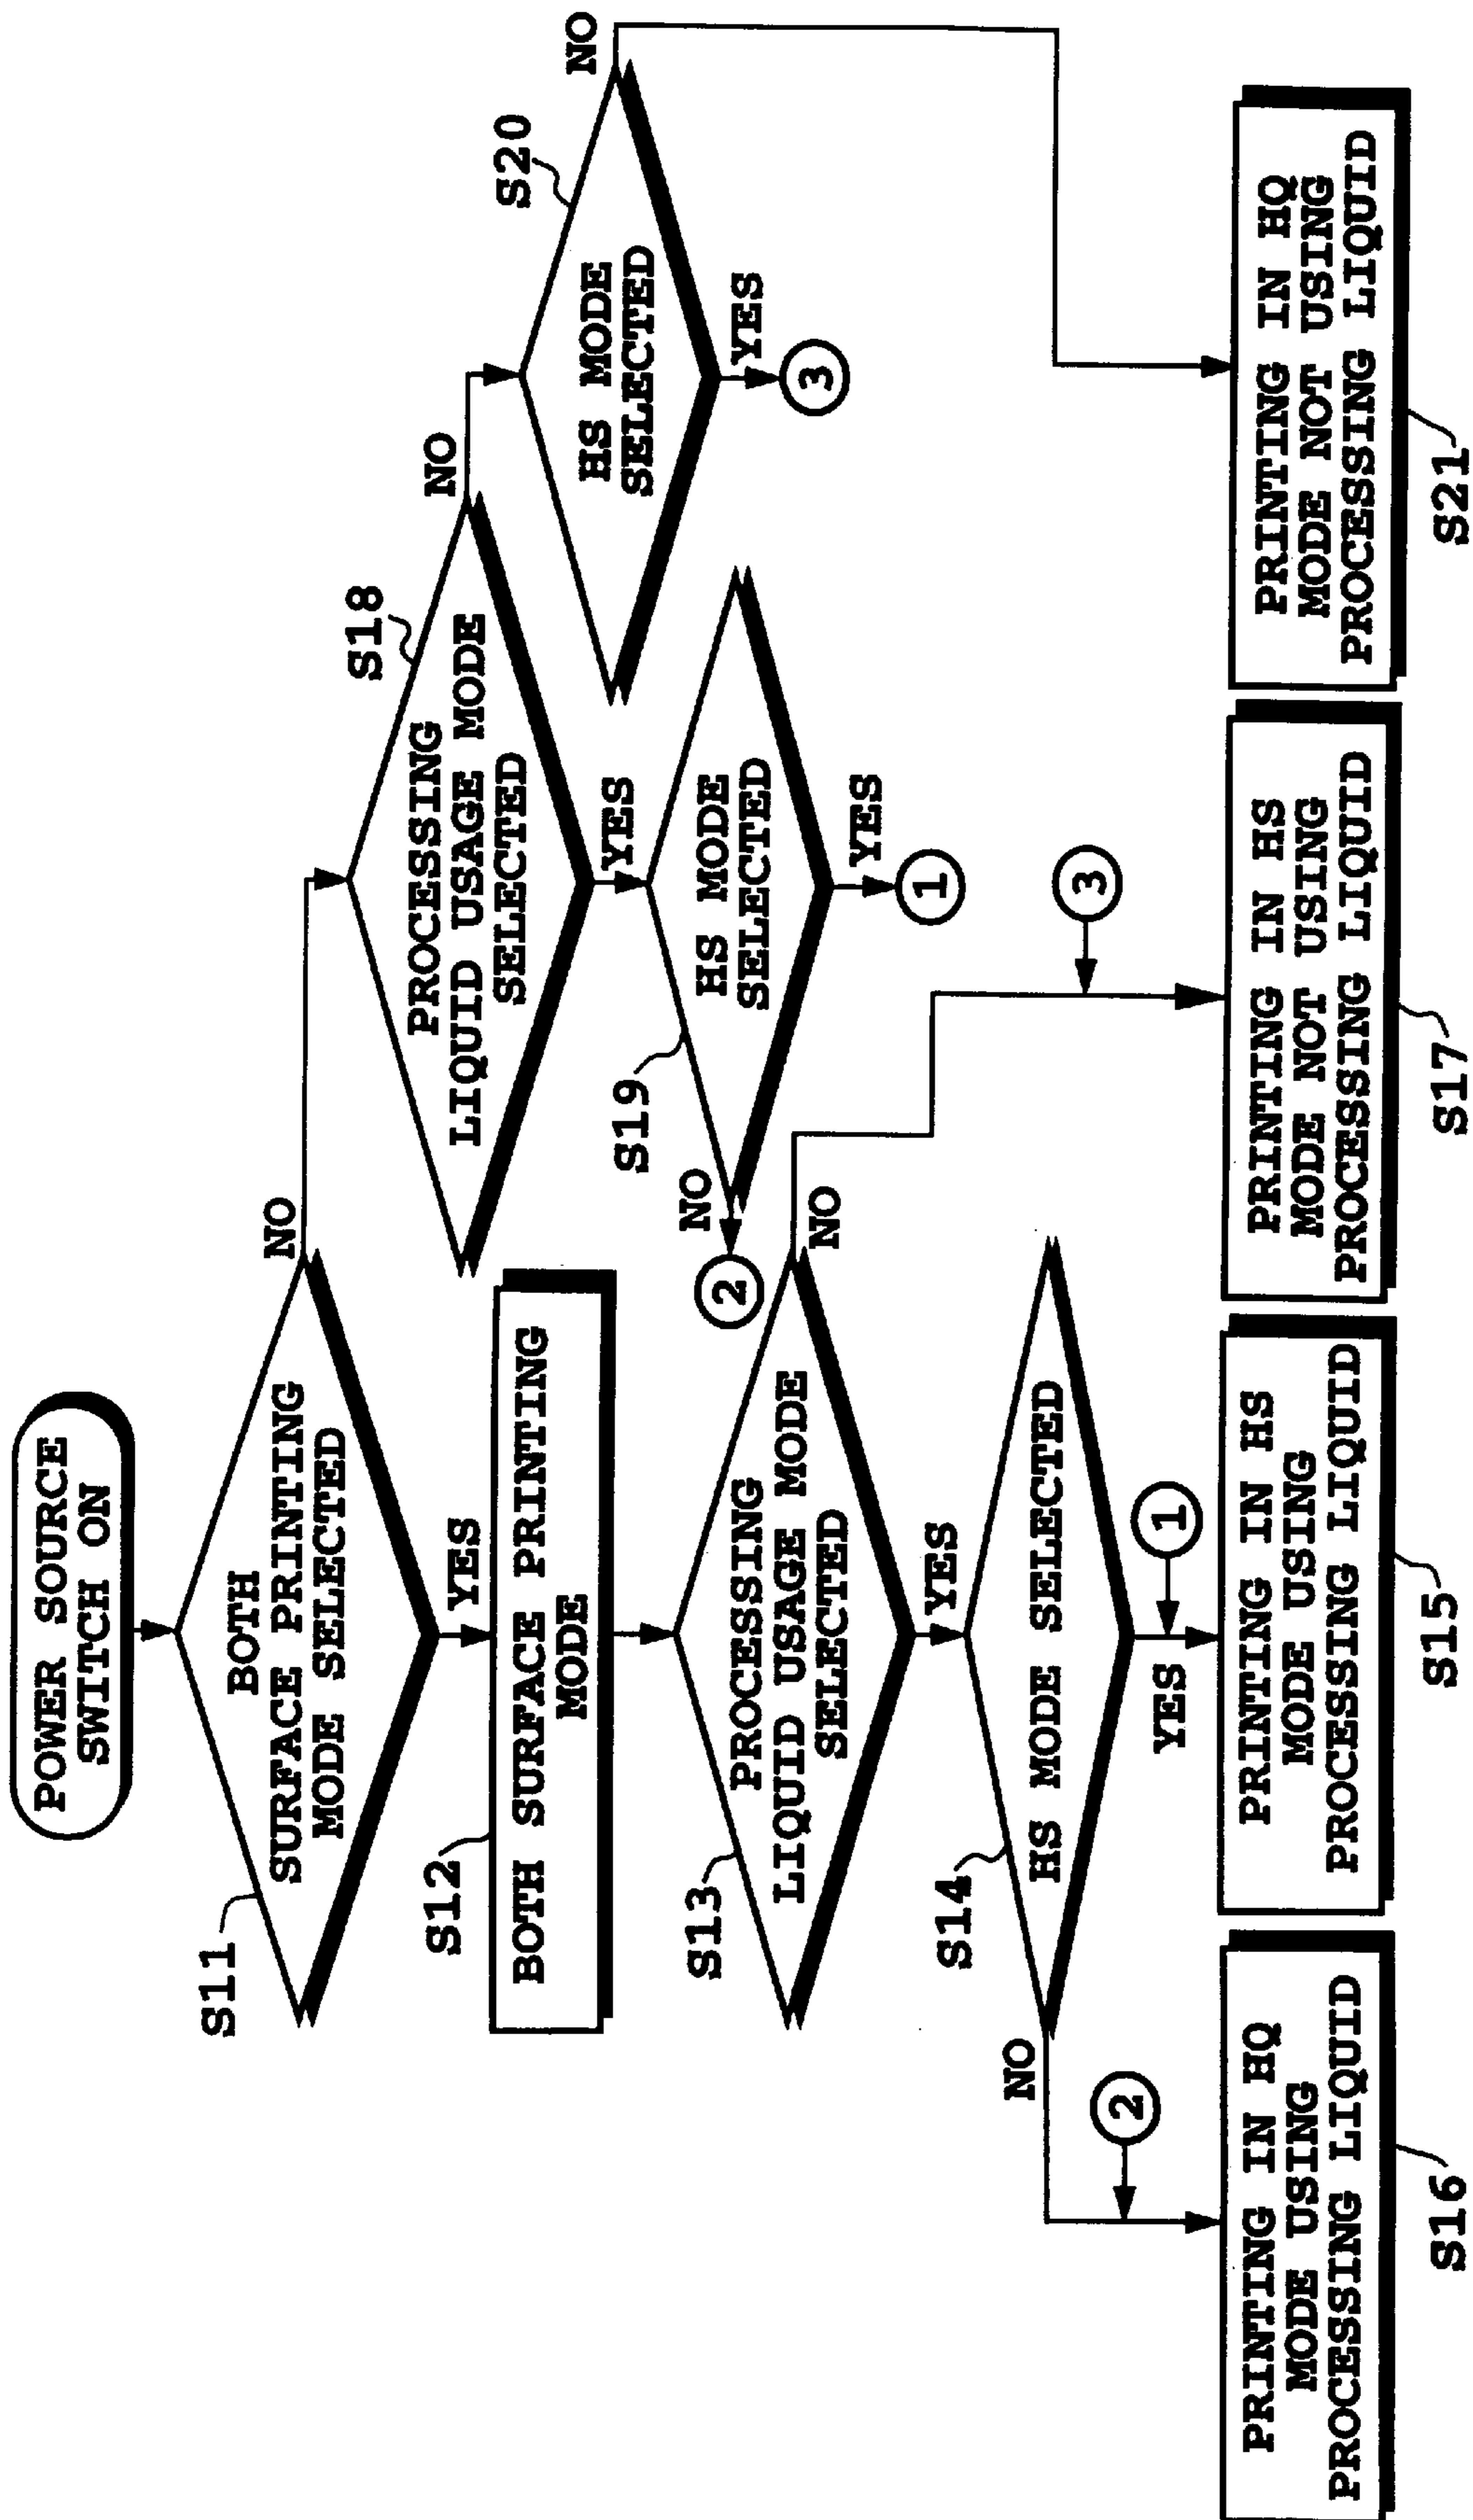 POWER SOURCE
SWITCH ON
S11
BOTH
SURFACE PRINTING
MODE SELECTED
NO
YES
S12
BOTH SURFACE PRINTING
MODE
S13
PROCESSING
LIQUID USAGE MODE
SELECTED
NO
YES
S14
HS MODE SELECTED
NO
YES
2
1
S18
PROCESSING
LIQUID USAGE MODE
SELECTED
NO
YES
S19
HS MODE
SELECTED
NO
2
YES
1
S20
HS MODE
SELECTED
NO
YES
3
3
PRINTING IN HQ
MODE USING
PROCESSING LIQUID
S16
PRINTING IN HS
MODE USING
PROCESSING LIQUID
S15
PRINTING IN HS
MODE NOT USING
PROCESSING LIQUID
S17
PRINTING IN HQ
MODE NOT USING
PROCESSING LIQUID
S21